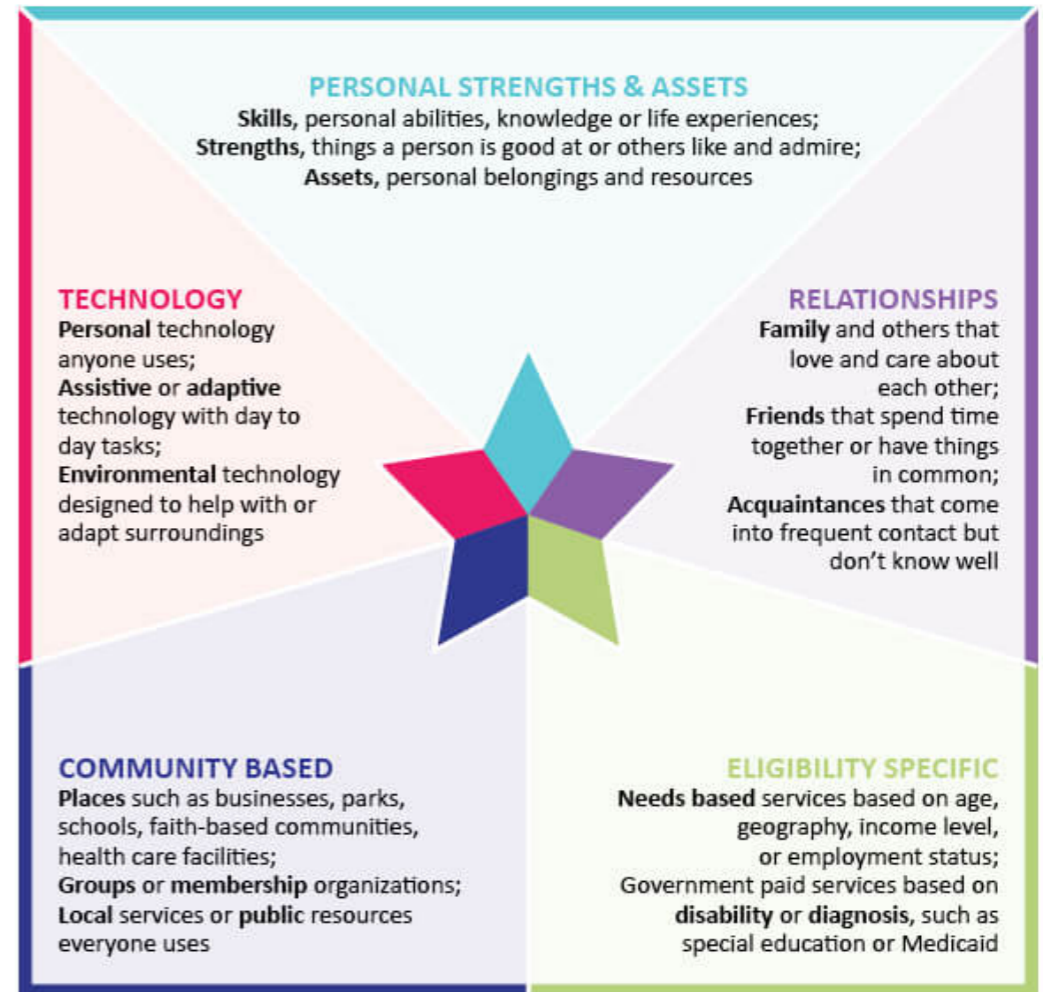 PERSONAL STRENGTHS & ASSETS
Skills, personal abilities, knowledge or life experiences;
Strengths, things a person is good at or others like and admire;
Assets, personal belongings and resources
TECHNOLOGY
Personal technology
anyone uses;
Assistive or adaptive
technology with day to
day tasks;
Environmental technology
designed to help with or
adapt surroundings
RELATIONSHIPS
Family and others that
love and care about
each other;
Friends that spend time
together or have things
in common;
Acquaintances that come
into frequent contact but
don't know well
COMMUNITY BASED
Places such as businesses, parks,
schools, faith-based communities,
health care facilities;
Groups or membership organizations;
Local services or public resources
everyone uses
ELIGIBILITY SPECIFIC
Needs based services based on age,
geography, income level,
or employment status;
Government paid services based on
disability or diagnosis, such as
special education or Medicaid